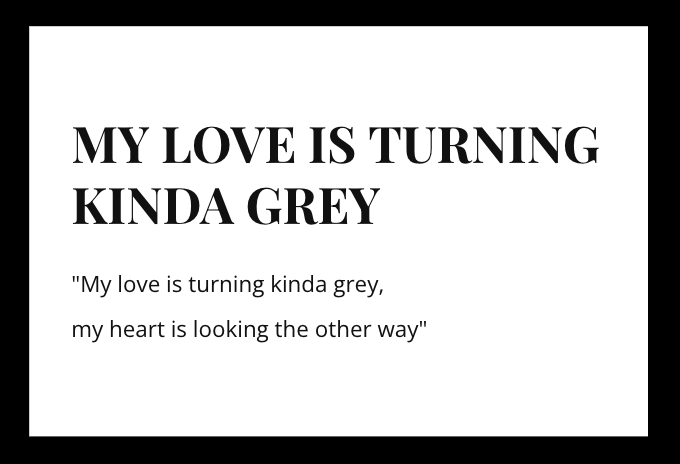 MY LOVE IS TURNING
KINDA GREY
"My love is turning kinda grey,
my heart is looking the other way"